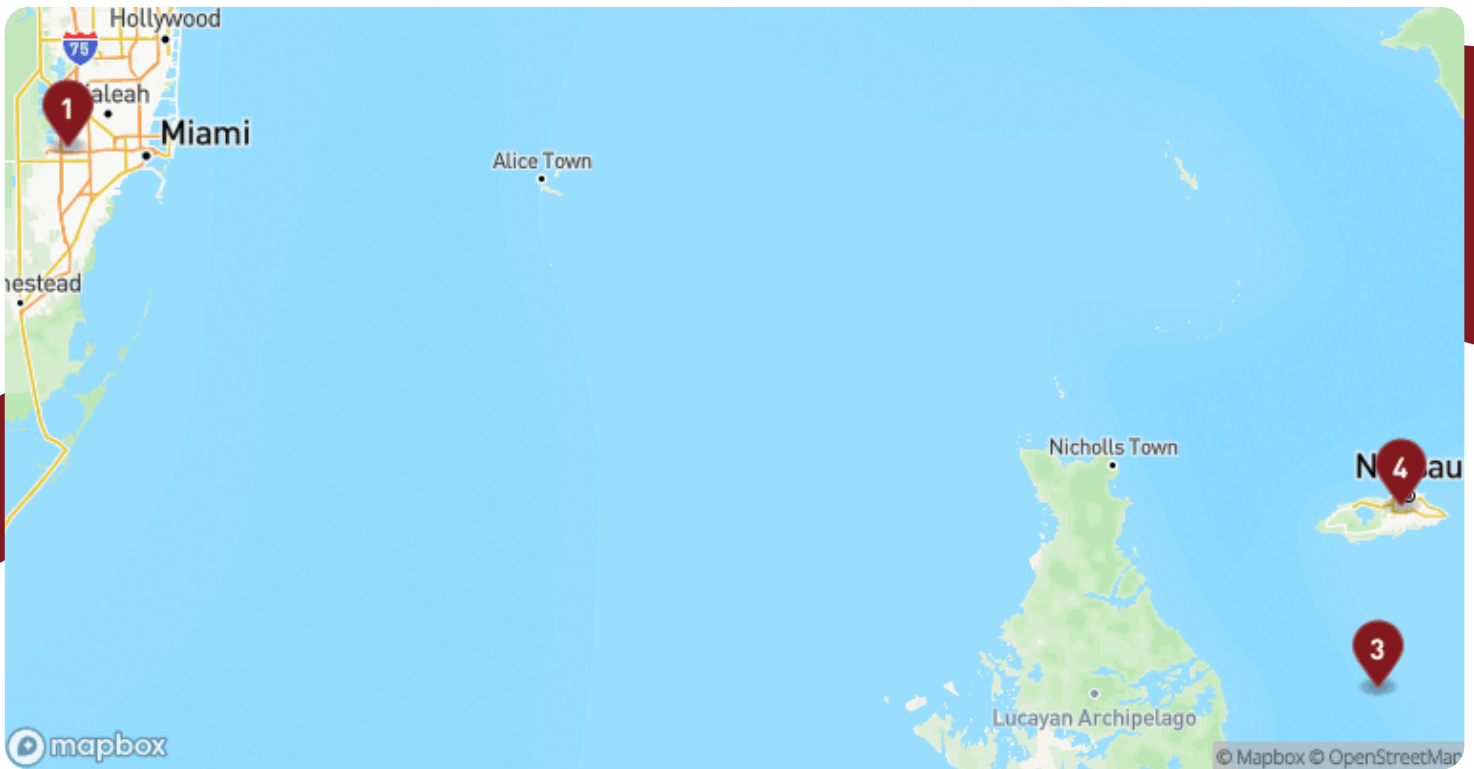 Hollywood
75
1
aleah
Miami
Alice Town
nestead
Nicholls Town
N
4
au
3
Lucayan Archipelago
mapbox
© Mapbox © OpenStreetMap